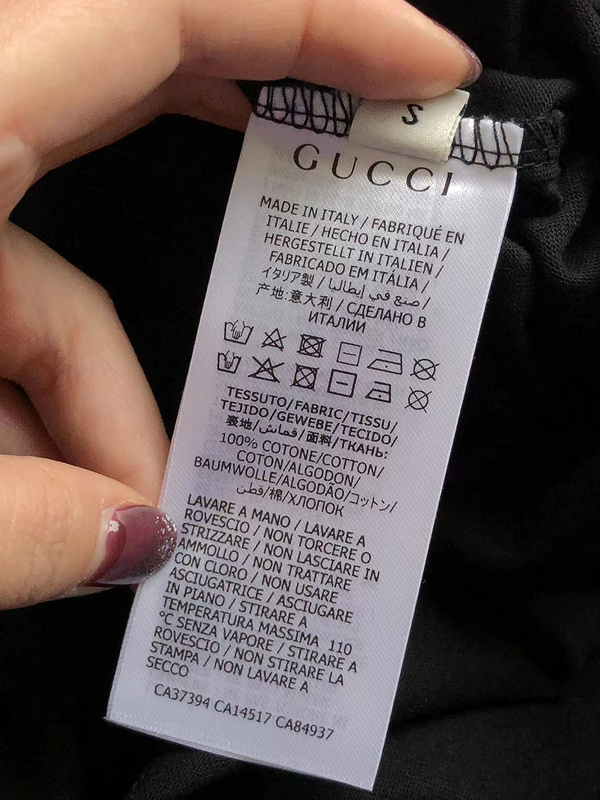 S
GUCCI
MADE IN ITALY / FABRIQUÉ EN
ITALIE / HECHO EN ITALIA /
HERGESTELLT IN ITALIEN /
FABRICADO EM ITÁLIA /
イタリア製 / صنع في إيطاليا /
产地:意大利 / СДЕЛАНО В
ИТАЛИИ
TESSUTO/FABRIC/TISSU/
TEJIDO/GEWEBE/TECIDO/
表地/قماش/面料/ТКАНЬ:
100% COTONE/COTTON/
COTON/ALGODON/
BAUMWOLLE/ALGODÃO/コットン/
قطن/棉/ХЛОПОК
LAVARE A MANO / LAVARE A
ROVESCIO / NON TORCERE O
STRIZZARE / NON LASCIARE IN
AMMOLLO / NON TRATTARE
CON CLORO / NON USARE
ASCIUGATRICE / ASCIUGARE
IN PIANO / STIRARE A
TEMPERATURA MASSIMA 110
°C SENZA VAPORE / STIRARE A
ROVESCIO / NON STIRARE LA
STAMPA / NON LAVARE A
SECCO
CA37394 CA14517 CA84937